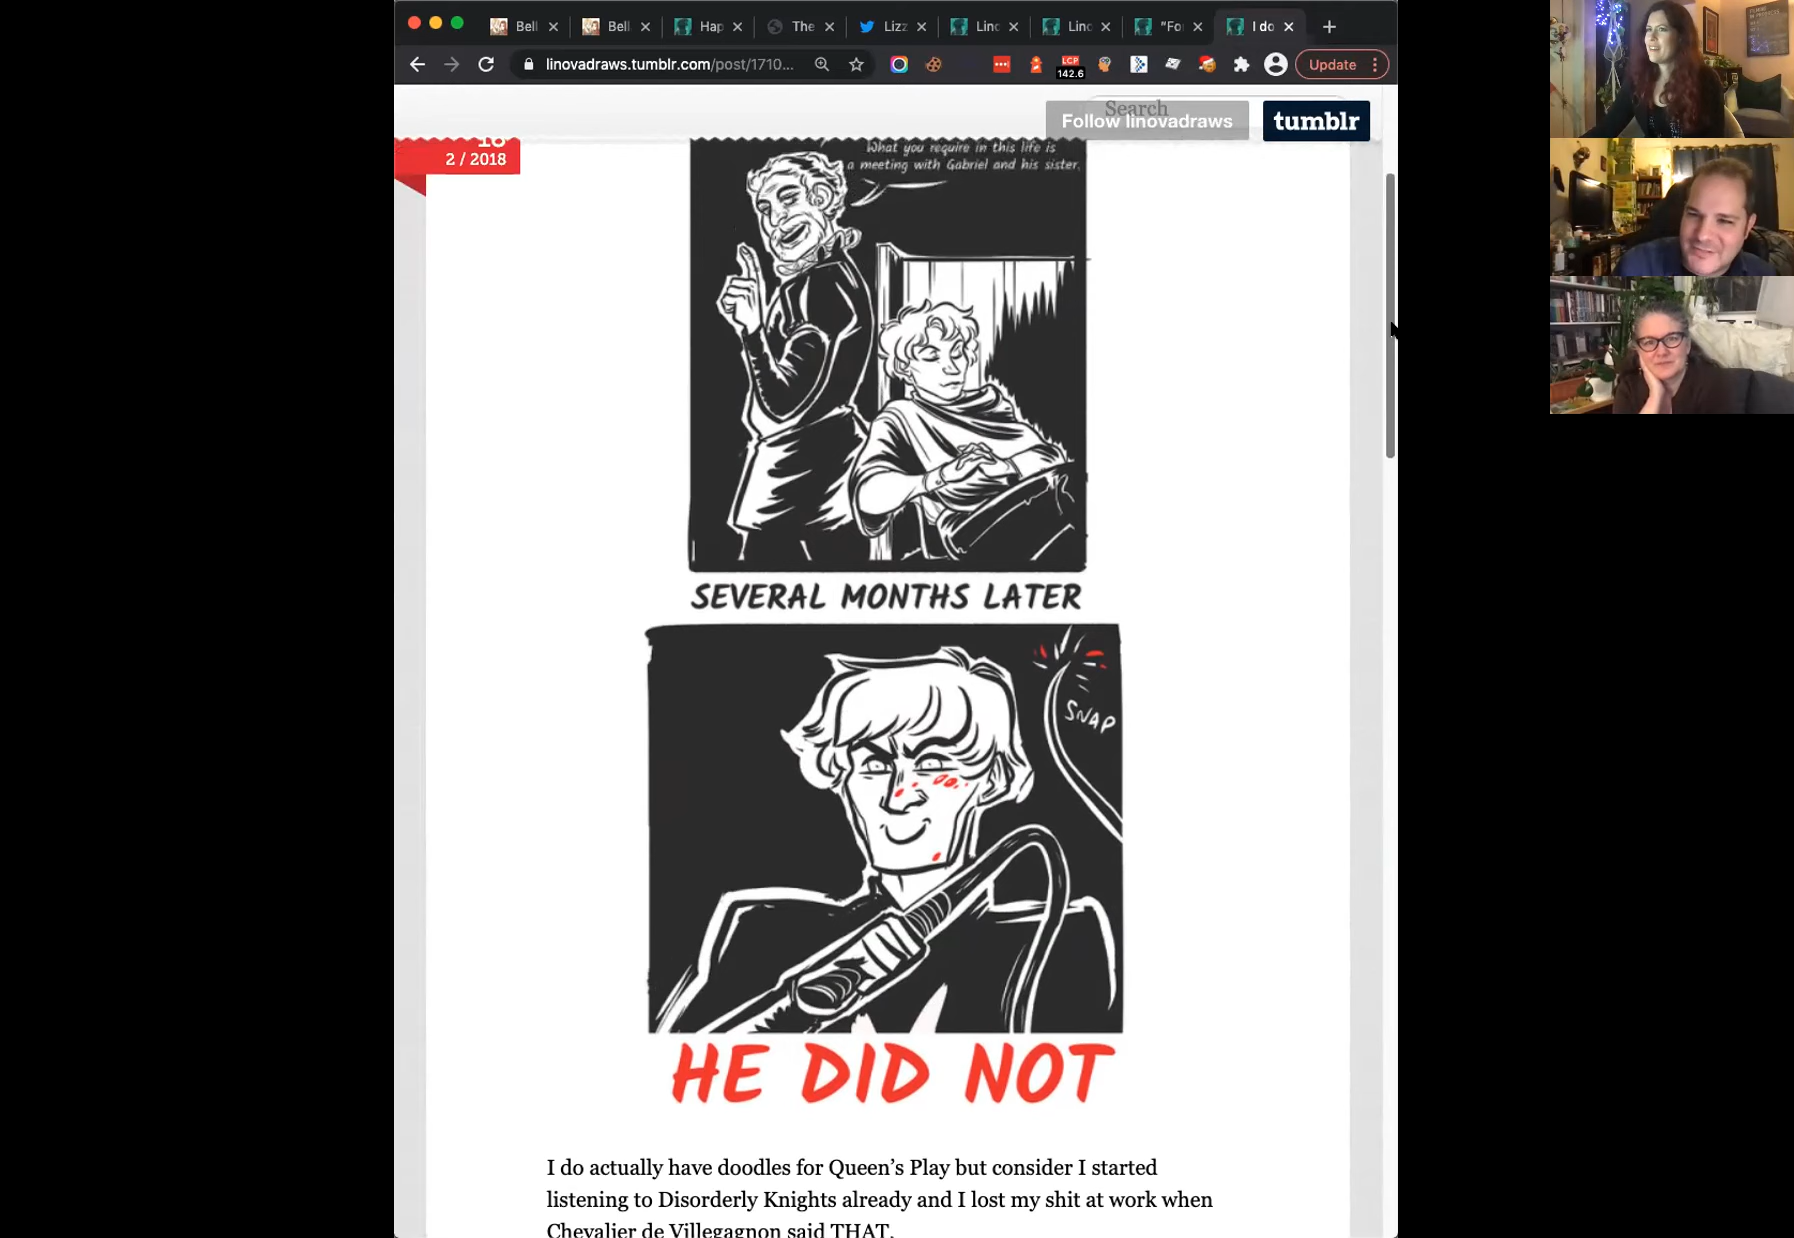 Bell
Bell
Hap
The
Lizz
Linc
Linc
"Fo
I do
linovadraws.tumblr.com/post/1710...
LCP
142.6
Update
Search
Follow linovadraws
tumblr
18
2 / 2018
What you require in this life is
a meeting with Gabriel and his sister.
SEVERAL MONTHS LATER
SNAP
HE DID NOT
I do actually have doodles for Queen's Play but consider I started
listening to Disorderly Knights already and I lost my shit at work when
Chevalier de Villegagnon said THAT.